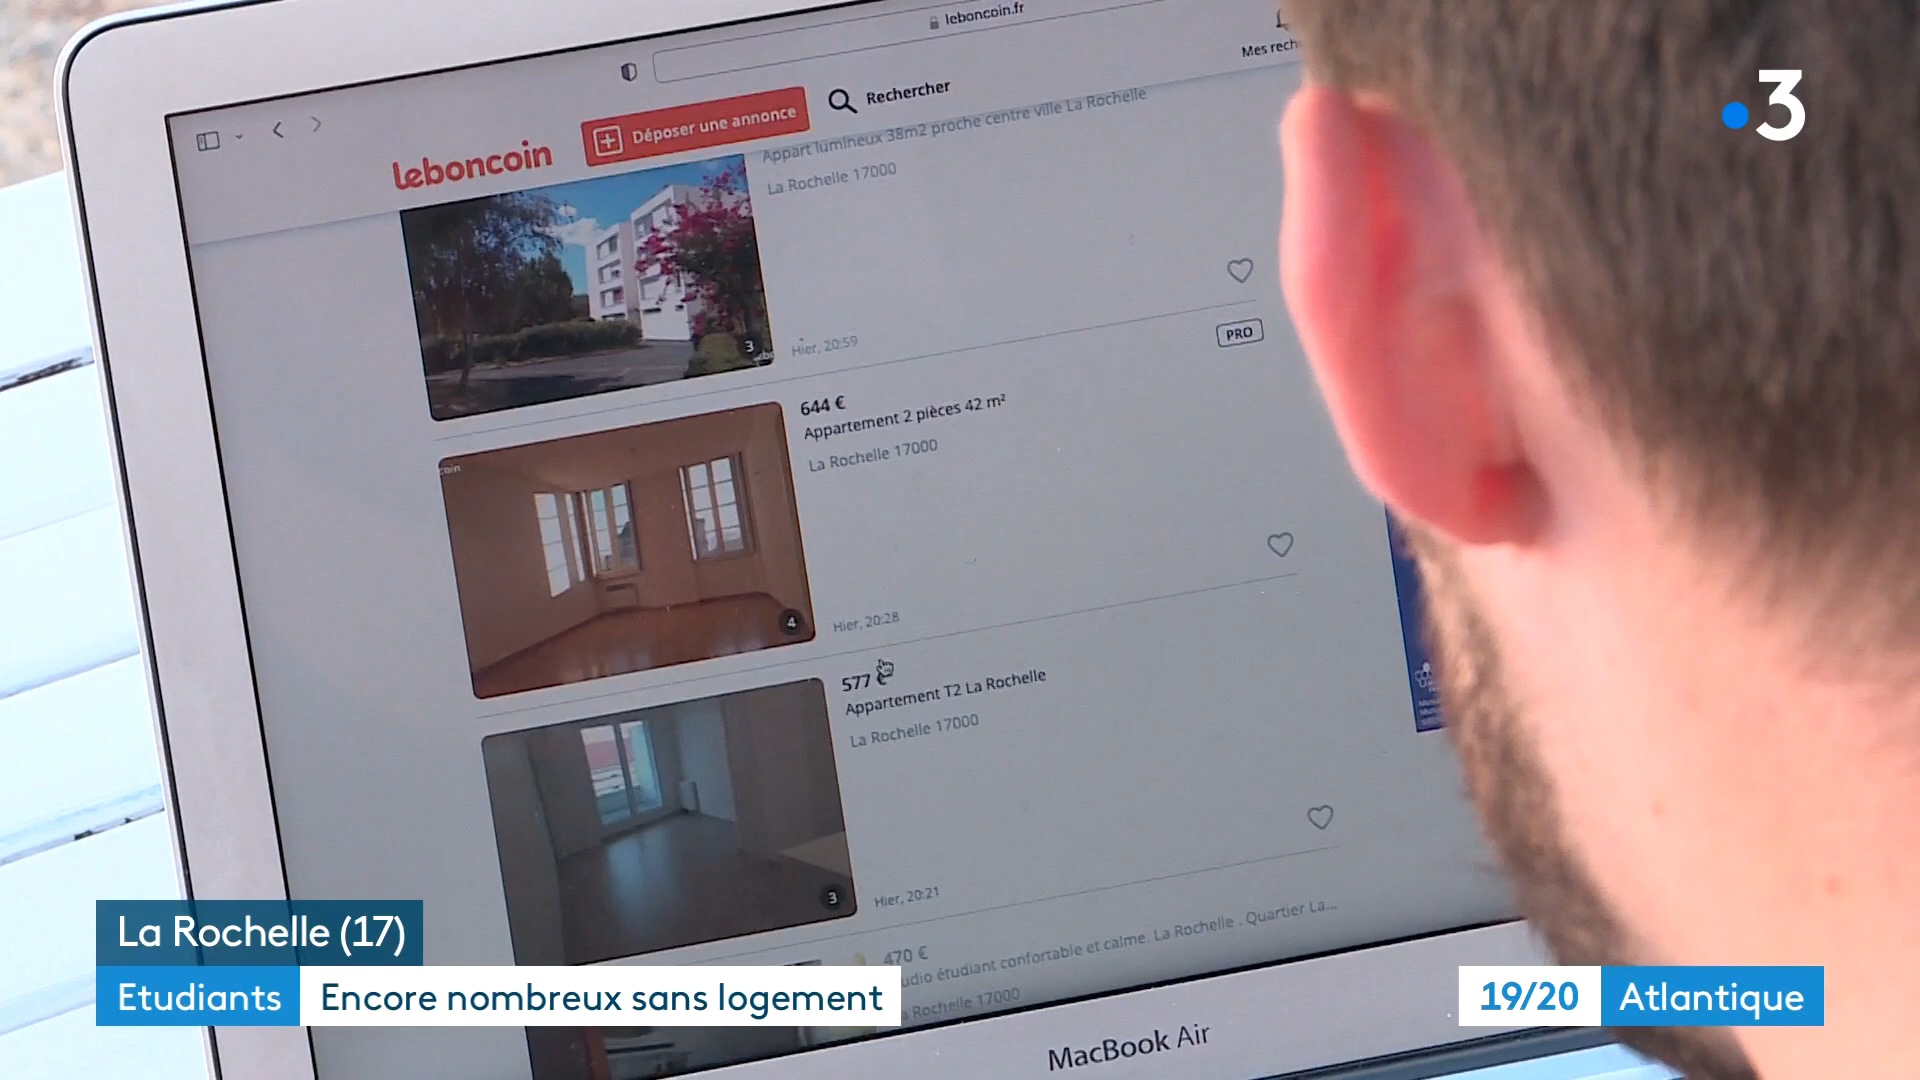 leboncoin.fr
Mes rech
3
leboncoin
Déposer une annonce
Rechercher
Appart lumineux 38m2 proche centre ville La Rochelle
La Rochelle 17000
3
Hier, 20:59
PRO
644 €
Appartement 2 pièces 42 m²
La Rochelle 17000
coin
4
Hier, 20:28
577 €
Appartement T2 La Rochelle
La Rochelle 17000
3
Hier, 20:21
470 €
udio étudiant confortable et calme. La Rochelle . Quartier La...
a Rochelle 17000
MacBook Air
La Rochelle (17)
Etudiants
Encore nombreux sans logement
19/20 Atlantique